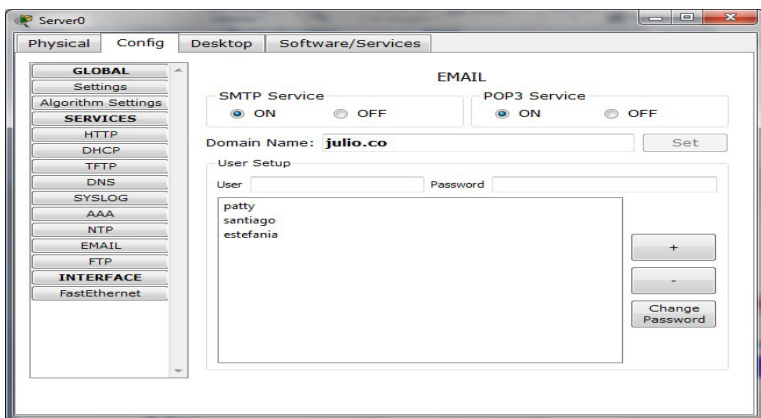 Server0
Physical Config Desktop Software/Services
GLOBAL
Settings
Algorithm Settings
SERVICES
HTTP
DHCP
TFTP
DNS
SYSLOG
AAA
NTP
EMAIL
FTP
INTERFACE
FastEthernet
EMAIL
SMTP Service
ON OFF
POP3 Service
ON OFF
Domain Name: julio.co Set
User Setup
User Password
patty
santiago
estefania
+
-
Change
Password